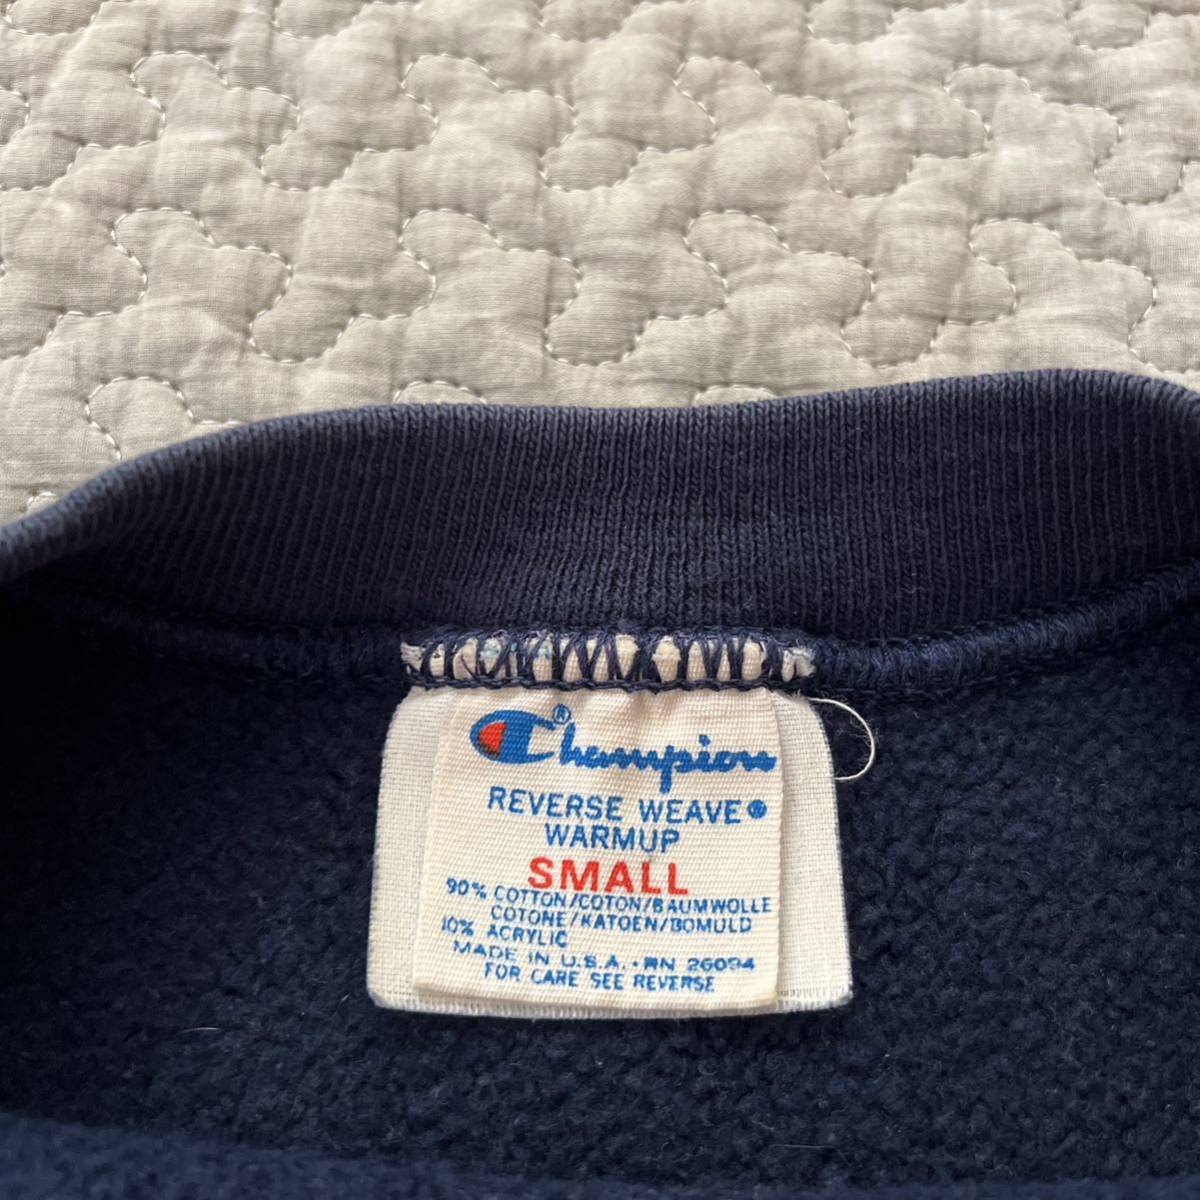 Champion®
REVERSE WEAVE®
WARMUP
SMALL
90% COTTON/COTON/BAUMWOLLE
COTONE/KATOEN/BOMULD
10% ACRYLIC
MADE IN U.S.A. · RN 26094
FOR CARE SEE REVERSE